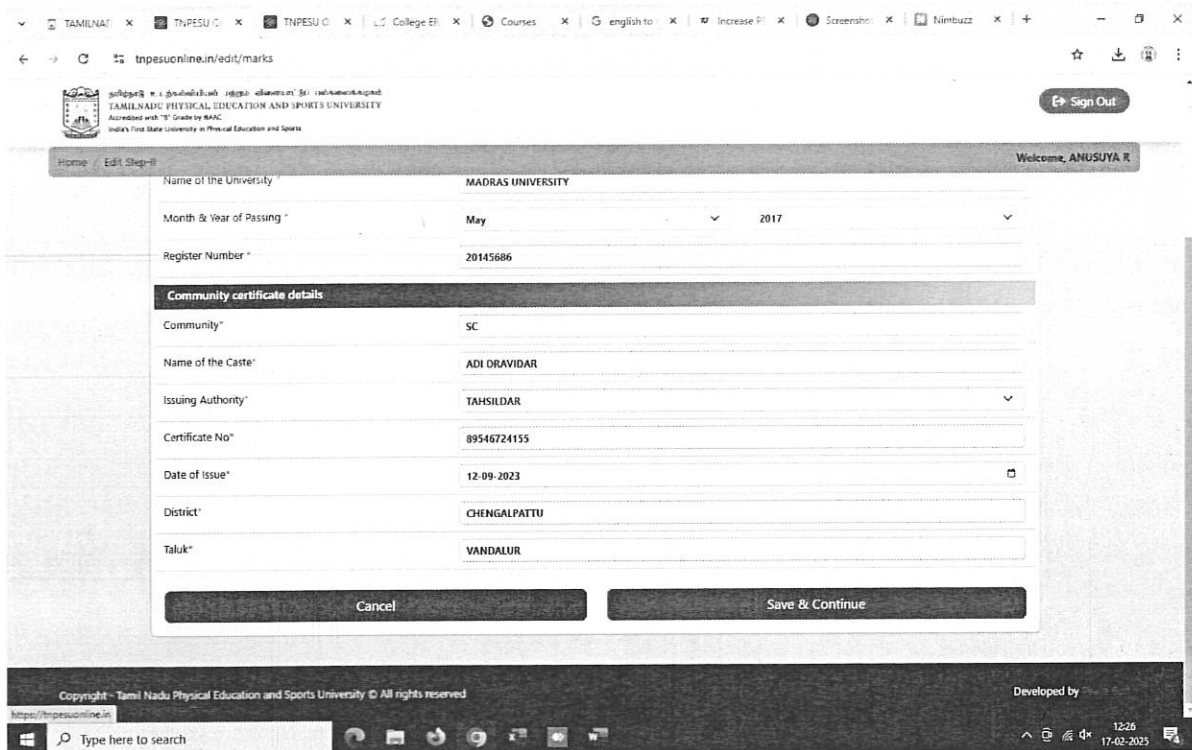 TAMILNAI
TNPESU
TNPESU
College
Courses
english to
Increase
Nimbuzz
tnpesuonline.in/edit/marks
TAMILNADU PHYSICAL EDUCATION AND SPORTS UNIVERSITY
Accredited with "B" Grade by NAAC
India's First State University in Physical Education and Sports
Sign Out
Home / Edit Step-II
Welcome, ANUSUYA R
Name of the University *
MADRAS UNIVERSITY
Month & Year of Passing *
May
2017
Register Number *
20145686
Community certificate details
Community*
SC
Name of the Caste*
ADI DRAVIDAR
Issuing Authority*
TAHSILDAR
Certificate No*
89546724155
Date of Issue*
12-09-2023
District*
CHENGALPATTU
Taluk*
VANDALUR
Cancel
Save & Continue
Copyright - Tamil Nadu Physical Education and Sports University © All rights reserved
Developed by
https://tnpesuonline.in
Type here to search
12:26
17-02-2025